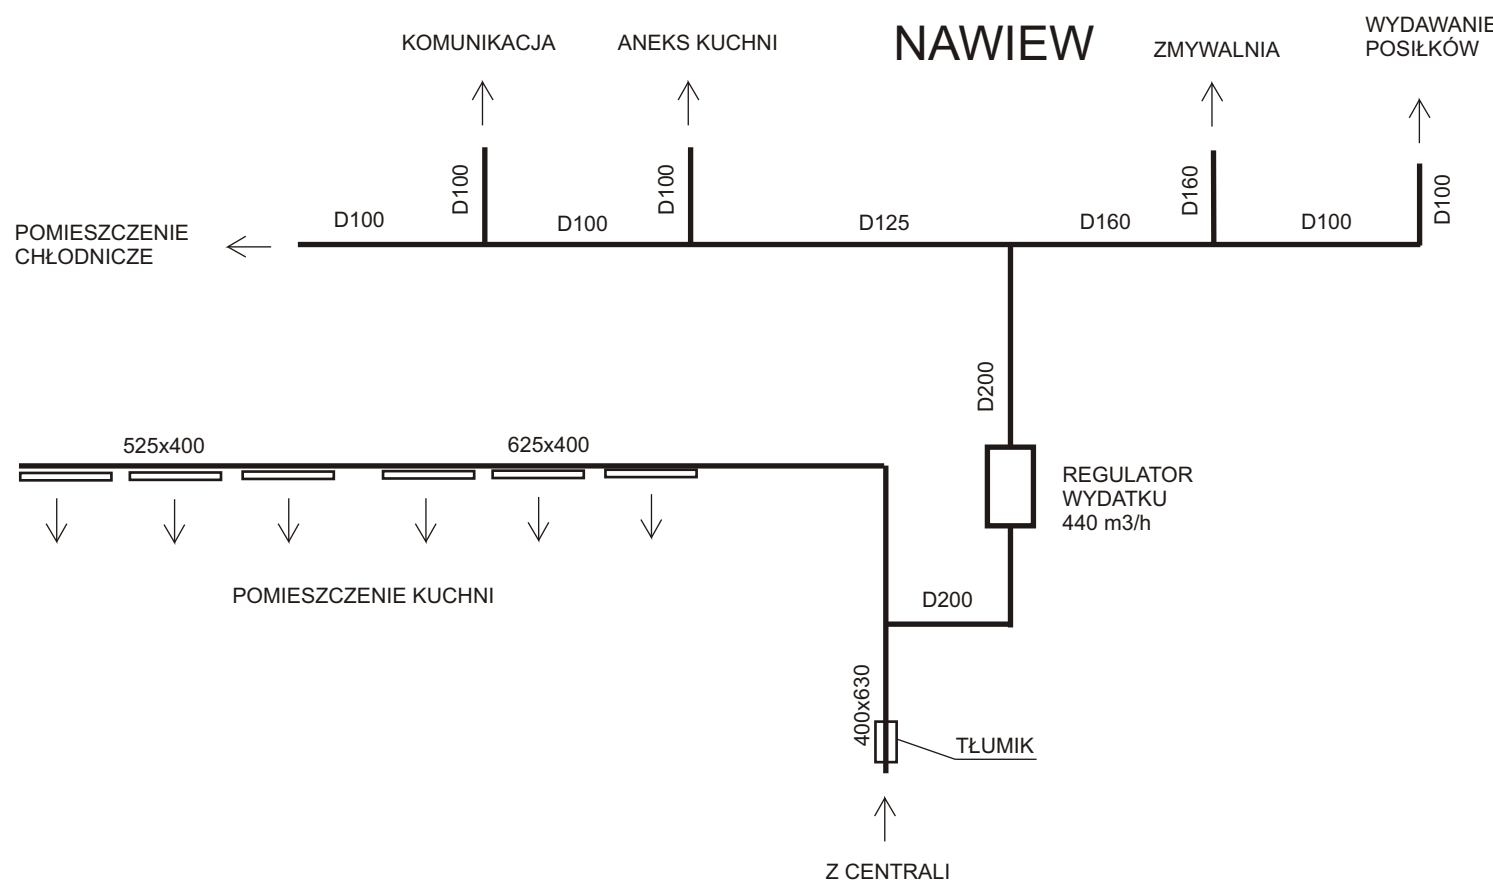 NAWIEW
KOMUNIKACJA
ANEKS KUCHNI
ZMYWALNIA
WYDAWANIE
POSIŁKÓW
D100
D100
D160
D100
POMIESZCZENIE
CHŁODNICZE
D100
D100
D125
D160
D100
D200
525x400
625x400
REGULATOR
WYDATKU
440 m3/h
POMIESZCZENIE KUCHNI
D200
400x630
TŁUMIK
Z CENTRALI